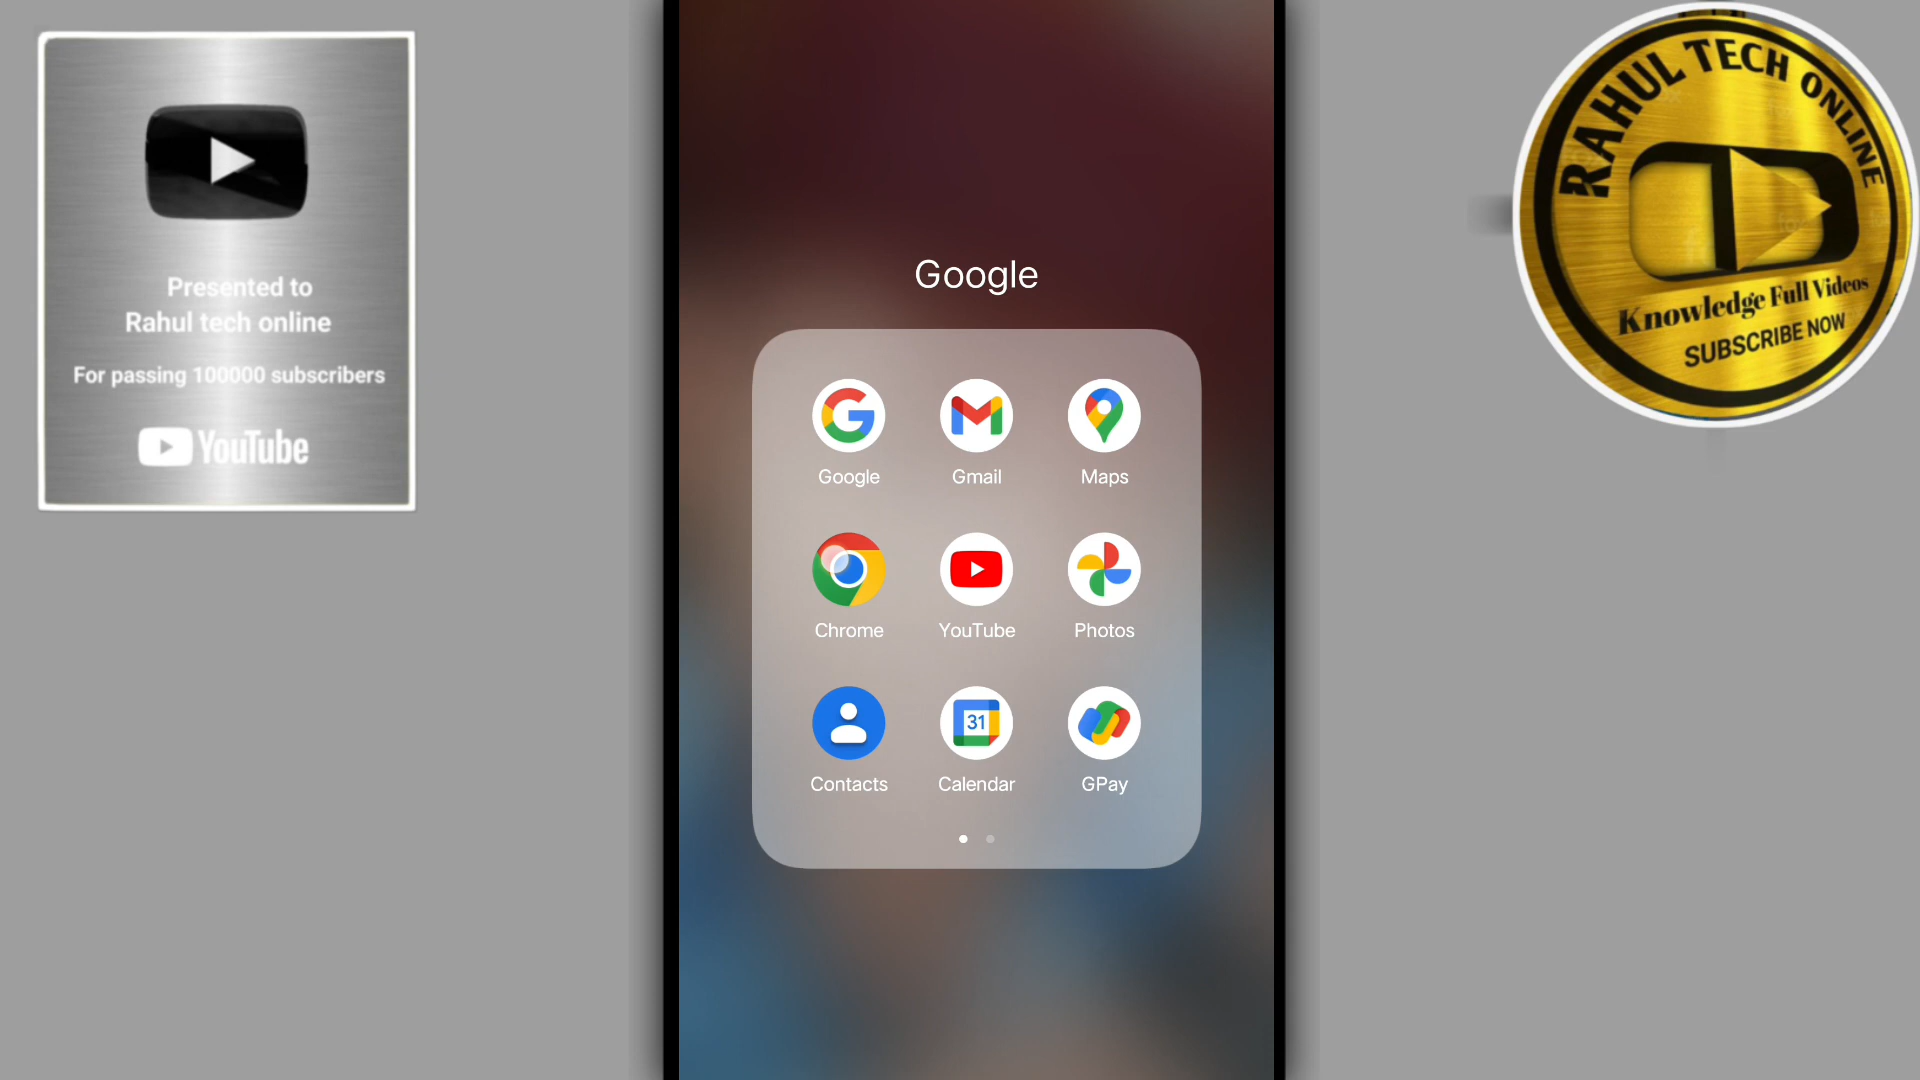 Presented to
Rahul tech online
For passing 100000 subscribers
YouTube
RAHUL TECH ONLINE
Knowledge Full Videos
SUBSCRIBE NOW
Google
Google
Gmail
Maps
Chrome
YouTube
Photos
31
Contacts
Calendar
GPay